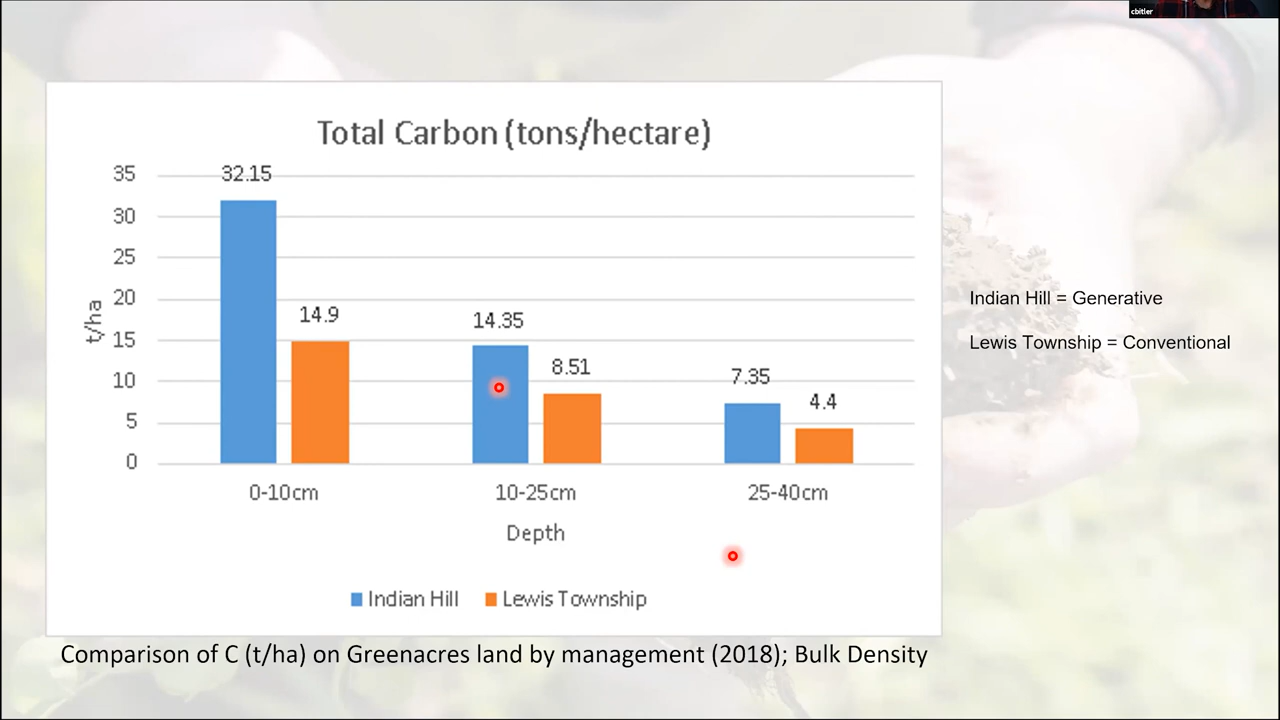 cbitler
Total Carbon (tons/hectare)
35
30
25
20
15
10
5
0
t/ha
32.15
14.9
14.35
8.51
7.35
4.4
0-10cm
10-25cm
25-40cm
Depth
Indian Hill
Lewis Township
Indian Hill = Generative
Lewis Township = Conventional
Comparison of C (t/ha) on Greenacres land by management (2018); Bulk Density